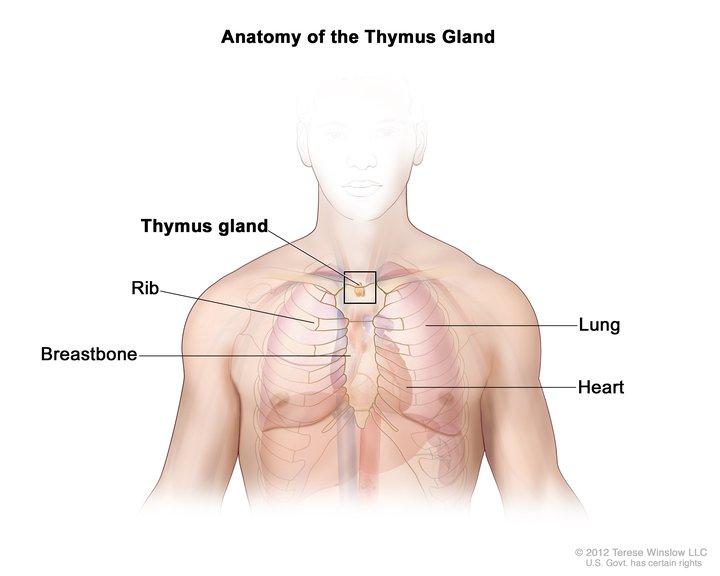 Anatomy of the Thymus Gland
Thymus gland
Rib
Breastbone
Lung
Heart
© 2012 Terese Winslow LLC
U.S. Govt. has certain rights